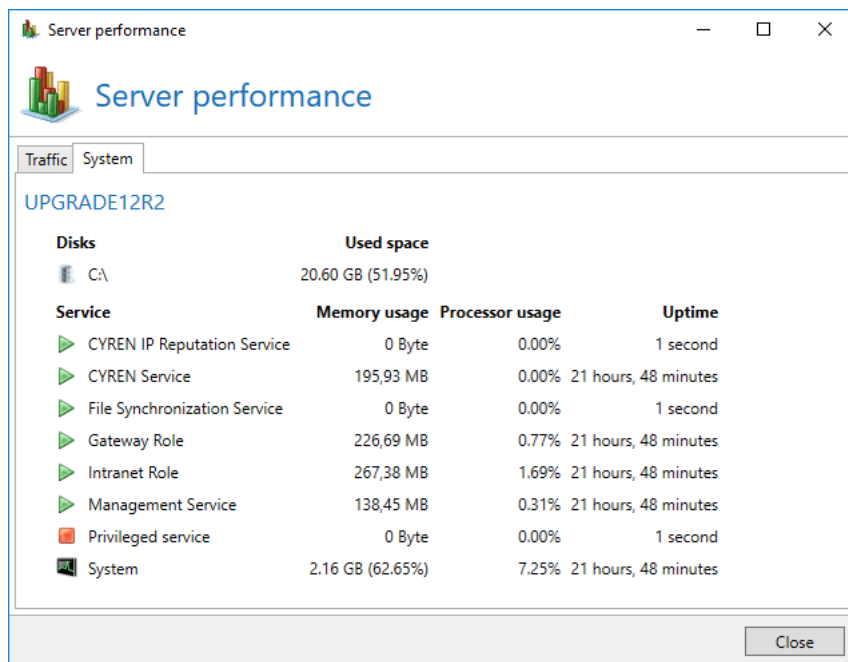 Server performance
Server performance
Traffic System
UPGRADE12R2
Disks Used space
C:\ 20.60 GB (51.95%)
Service Memory usage Processor usage Uptime
CYREN IP Reputation Service 0 Byte 0.00% 1 second
CYREN Service 195,93 MB 0.00% 21 hours, 48 minutes
File Synchronization Service 0 Byte 0.00% 1 second
Gateway Role 226,69 MB 0.77% 21 hours, 48 minutes
Intranet Role 267,38 MB 1.69% 21 hours, 48 minutes
Management Service 138,45 MB 0.31% 21 hours, 48 minutes
Privileged service 0 Byte 0.00% 1 second
System 2.16 GB (62.65%) 7.25% 21 hours, 48 minutes
Close